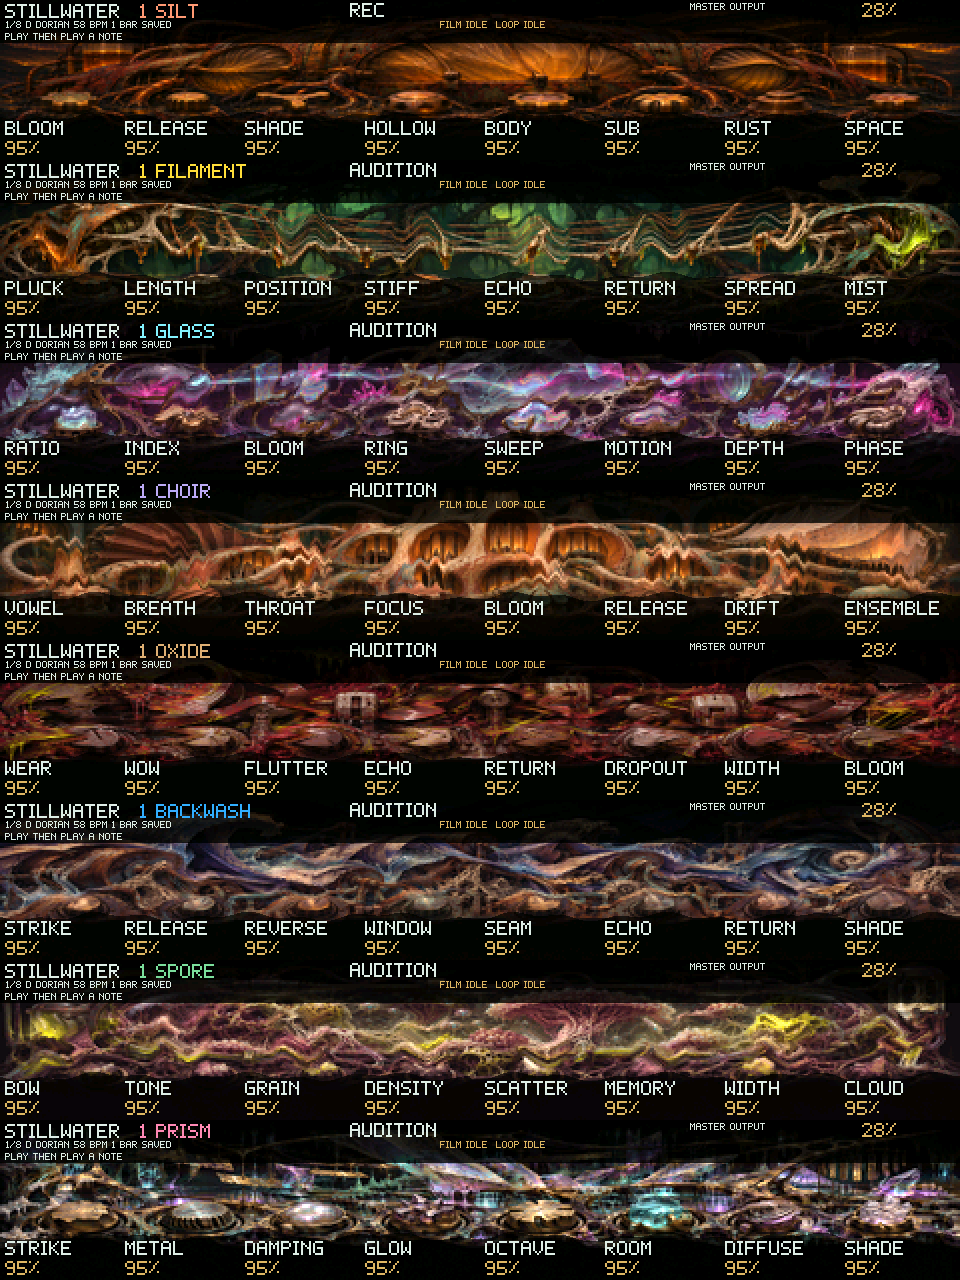 STILLWATER 1 SILT REC MASTER OUTPUT 28%
1/8 D DORIAN 58 BPM 1 BAR SAVED FILM IDLE LOOP IDLE
PLAY THEN PLAY A NOTE
BLOOM RELEASE SHADE HOLLOW BODY SUB RUST SPACE
95% 95% 95% 95% 95% 95% 95% 95%
STILLWATER 1 FILAMENT AUDITION MASTER OUTPUT 28%
1/8 D DORIAN 58 BPM 1 BAR SAVED FILM IDLE LOOP IDLE
PLAY THEN PLAY A NOTE
PLUCK LENGTH POSITION STIFF ECHO RETURN SPREAD MIST
95% 95% 95% 95% 95% 95% 95% 95%
STILLWATER 1 GLASS AUDITION MASTER OUTPUT 28%
1/8 D DORIAN 58 BPM 1 BAR SAVED FILM IDLE LOOP IDLE
PLAY THEN PLAY A NOTE
RATIO INDEX BLOOM RING SWEEP MOTION DEPTH PHASE
95% 95% 95% 95% 95% 95% 95% 95%
STILLWATER 1 CHOIR AUDITION MASTER OUTPUT 28%
1/8 D DORIAN 58 BPM 1 BAR SAVED FILM IDLE LOOP IDLE
PLAY THEN PLAY A NOTE
VOWEL BREATH THROAT FOCUS BLOOM RELEASE DRIFT ENSEMBLE
95% 95% 95% 95% 95% 95% 95% 95%
STILLWATER 1 OXIDE AUDITION MASTER OUTPUT 28%
1/8 D DORIAN 58 BPM 1 BAR SAVED FILM IDLE LOOP IDLE
PLAY THEN PLAY A NOTE
WEAR WOW FLUTTER ECHO RETURN DROPOUT WIDTH BLOOM
95% 95% 95% 95% 95% 95% 95% 95%
STILLWATER 1 BACKWASH AUDITION MASTER OUTPUT 28%
1/8 D DORIAN 58 BPM 1 BAR SAVED FILM IDLE LOOP IDLE
PLAY THEN PLAY A NOTE
STRIKE RELEASE REVERSE WINDOW SEAM ECHO RETURN SHADE
95% 95% 95% 95% 95% 95% 95% 95%
STILLWATER 1 SPORE AUDITION MASTER OUTPUT 28%
1/8 D DORIAN 58 BPM 1 BAR SAVED FILM IDLE LOOP IDLE
PLAY THEN PLAY A NOTE
BOW TONE GRAIN DENSITY SCATTER MEMORY WIDTH CLOUD
95% 95% 95% 95% 95% 95% 95% 95%
STILLWATER 1 PRISM AUDITION MASTER OUTPUT 28%
1/8 D DORIAN 58 BPM 1 BAR SAVED FILM IDLE LOOP IDLE
PLAY THEN PLAY A NOTE
STRIKE METAL DAMPING GLOW OCTAVE ROOM DIFFUSE SHADE
95% 95% 95% 95% 95% 95% 95% 95%